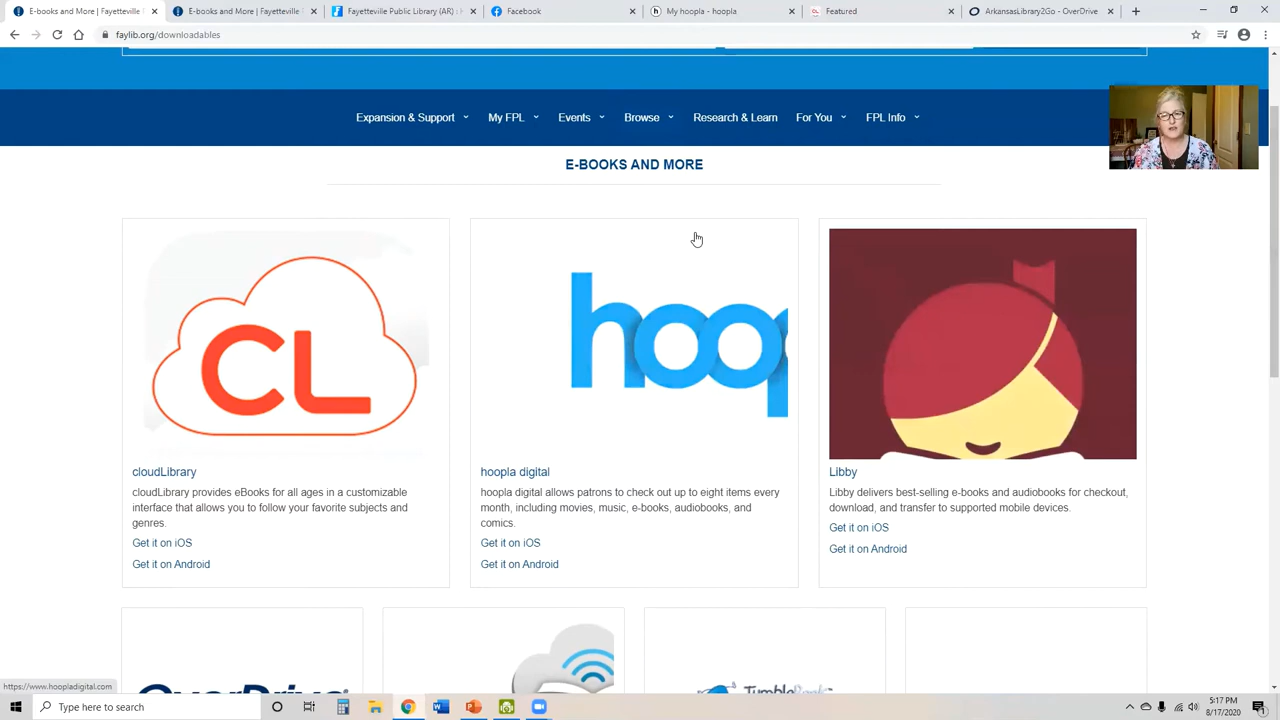 E-books and More | Fayetteville P
E-books and More | Fayetteville
Fayetteville Public Library (AR) :
Facebook
My hoopla - hoopla
CL
Featured
ArkansasLibrary2Go - OverDrive
faylib.org/downloadables
Expansion & Support
My FPL
Events
Browse
Research & Learn
For You
FPL Info
E-BOOKS AND MORE
CL
hoop
cloudLibrary
cloudLibrary provides eBooks for all ages in a customizable
interface that allows you to follow your favorite subjects and
genres.
Get it on iOS
Get it on Android
hoopla digital
hoopla digital allows patrons to check out up to eight items every
month, including movies, music, e-books, audiobooks, and
comics.
Get it on iOS
Get it on Android
Libby
Libby delivers best-selling e-books and audiobooks for checkout,
download, and transfer to supported mobile devices.
Get it on iOS
Get it on Android
OverDrive
TumbleBook
https://www.hoopladigital.com
Type here to search
5:17 PM
8/17/2020